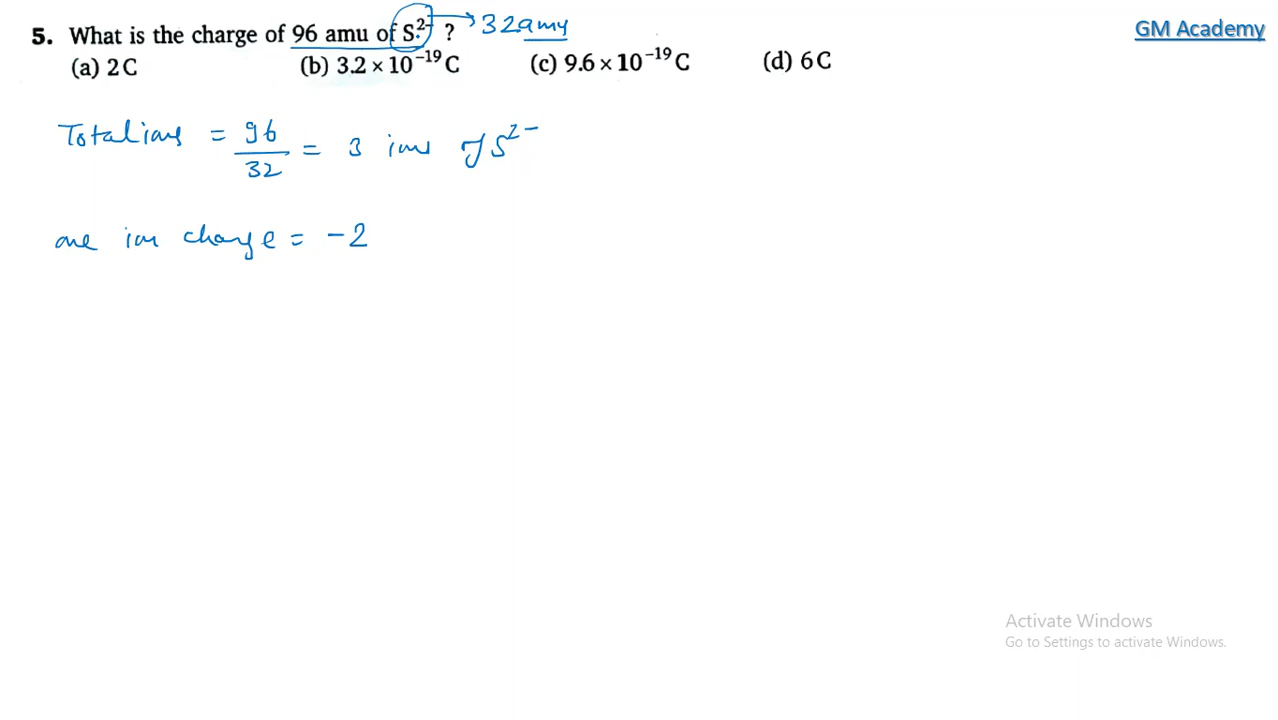 5. What is the charge of 96 amu of S²⁻ ? → 32amu
GM Academy
(a) 2C (b) 3.2 × 10⁻¹⁹ C (c) 9.6 × 10⁻¹⁹ C (d) 6C
Total ions = 96/32 = 3 ions of S²⁻
one ion charge = -2
Activate Windows
Go to Settings to activate Windows.